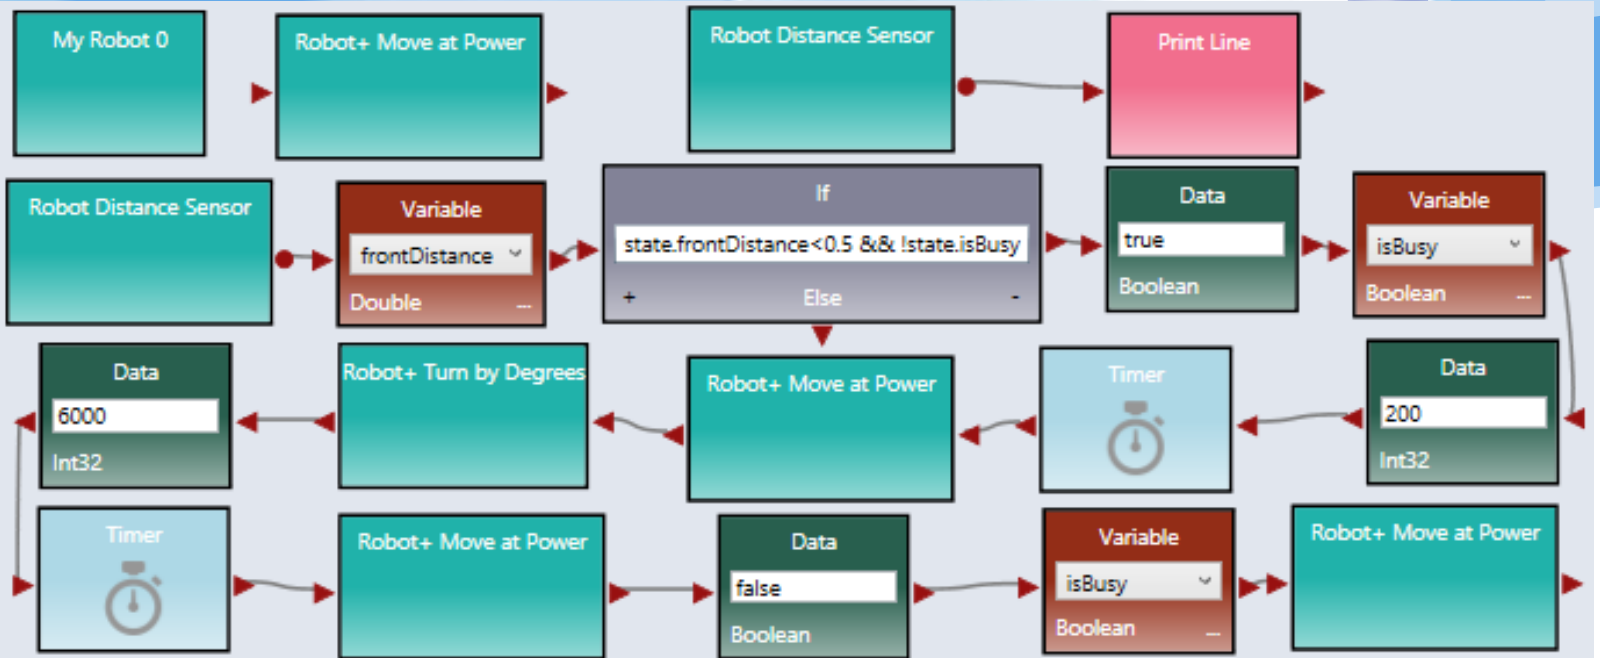 My Robot 0
Robot+ Move at Power
Robot Distance Sensor
Print Line
Robot Distance Sensor
Variable
frontDistance
Double
...
If
state.frontDistance<0.5 && !state.isBusy
+
Else
-
Data
true
Boolean
Variable
isBusy
Boolean
...
Data
6000
Int32
Robot+ Turn by Degrees
Robot+ Move at Power
Timer
Data
200
Int32
Timer
Robot+ Move at Power
Data
false
Boolean
Variable
isBusy
Boolean
...
Robot+ Move at Power